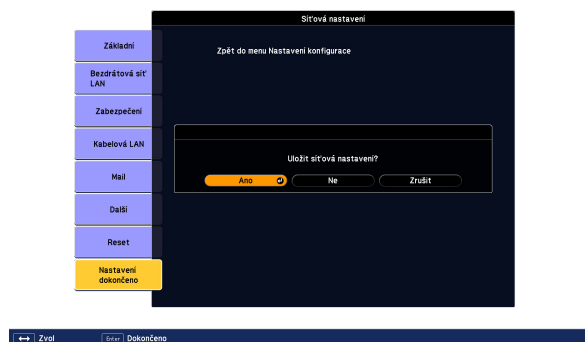 Síťová nastavení
Základní
Zpět do menu Nastavení konfigurace
Bezdrátová síť
LAN
Zabezpečení
Kabelová LAN
Uložit síťová nastavení?
Mail
Ano Ne Zrušit
Další
Reset
Nastavení
dokončeno
Zvol Enter Dokončeno